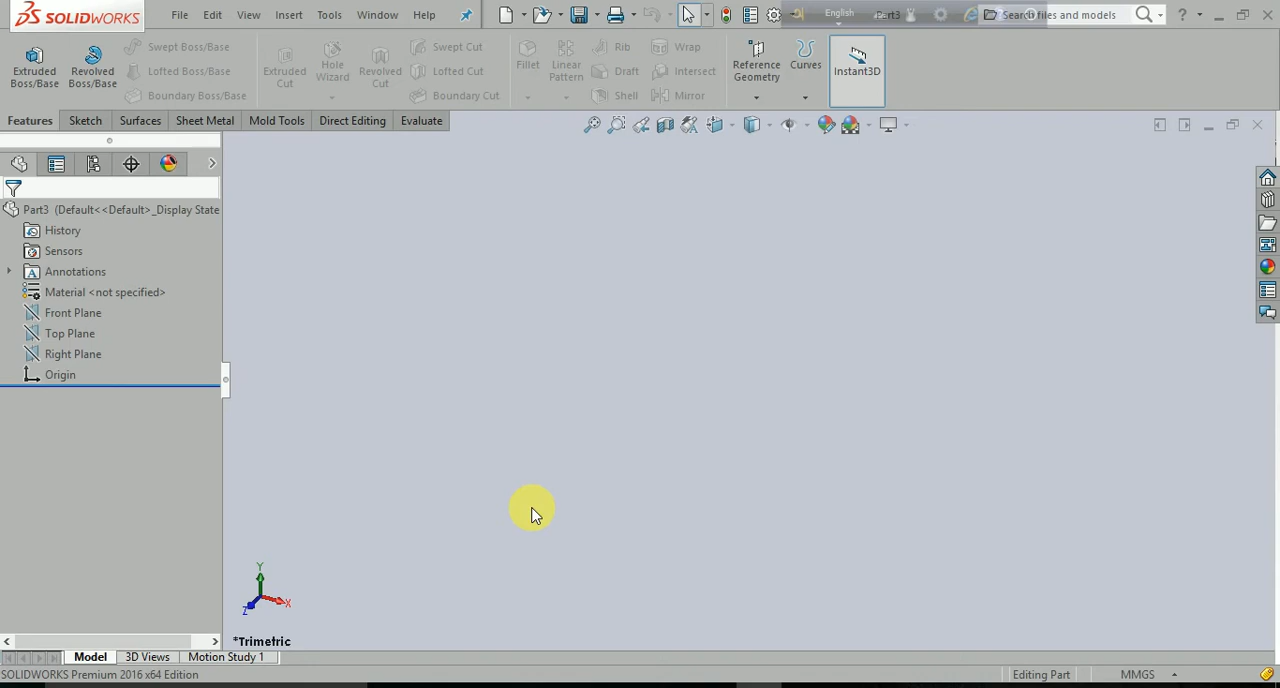 SOLIDWORKS File Edit View Insert Tools Window Help English Part3 Search files and models
Extruded Boss/Base
Revolved Boss/Base
Swept Boss/Base
Lofted Boss/Base
Boundary Boss/Base
Extruded Cut
Hole Wizard
Revolved Cut
Swept Cut
Lofted Cut
Boundary Cut
Fillet
Linear Pattern
Rib
Draft
Shell
Wrap
Intersect
Mirror
Reference Geometry
Curves
Instant3D
Features Sketch Surfaces Sheet Metal Mold Tools Direct Editing Evaluate
Part3 (Default<<Default>_Display State
History
Sensors
Annotations
Material <not specified>
Front Plane
Top Plane
Right Plane
Origin
Y
X
Z
*Trimetric
Model 3D Views Motion Study 1
SOLIDWORKS Premium 2016 x64 Edition Editing Part MMGS